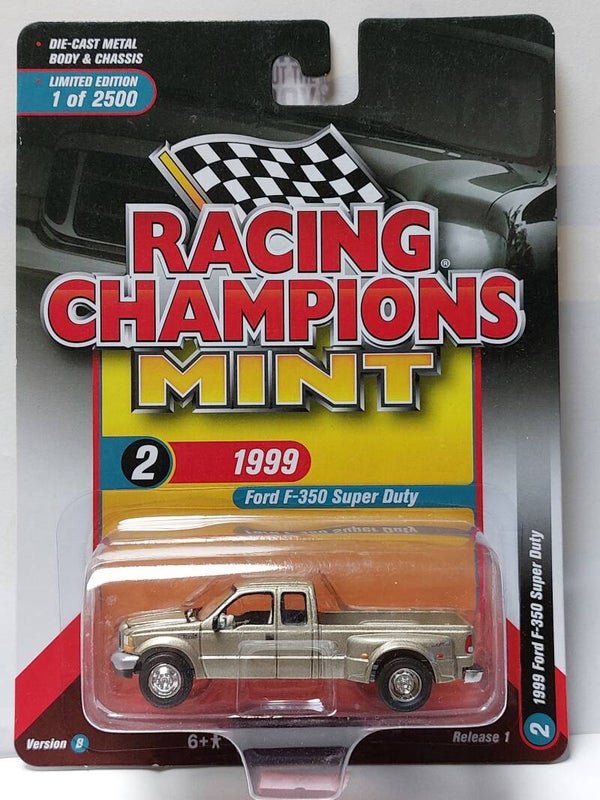 • DIE-CAST METAL
BODY & CHASSIS
• LIMITED EDITION
1 of 2500
RACING
CHAMPIONS®
MINT
2 1999
Ford F-350 Super Duty
2 1999 Ford F-350 Super Duty
Version B
6+
Release 1